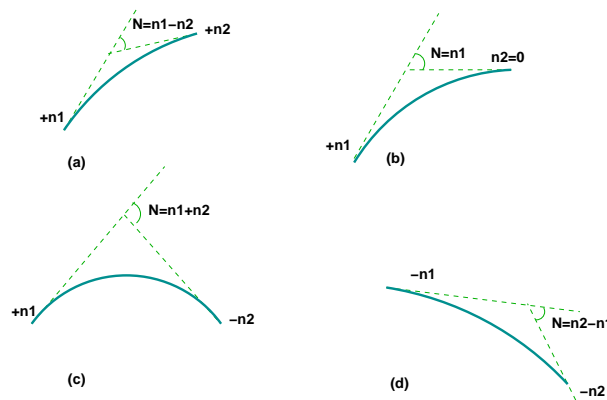 N=n1−n2
+n2
+n1
(a)
N=n1
n2=0
+n1
(b)
N=n1+n2
+n1
−n2
(c)
−n1
N=n2−n1
−n2
(d)